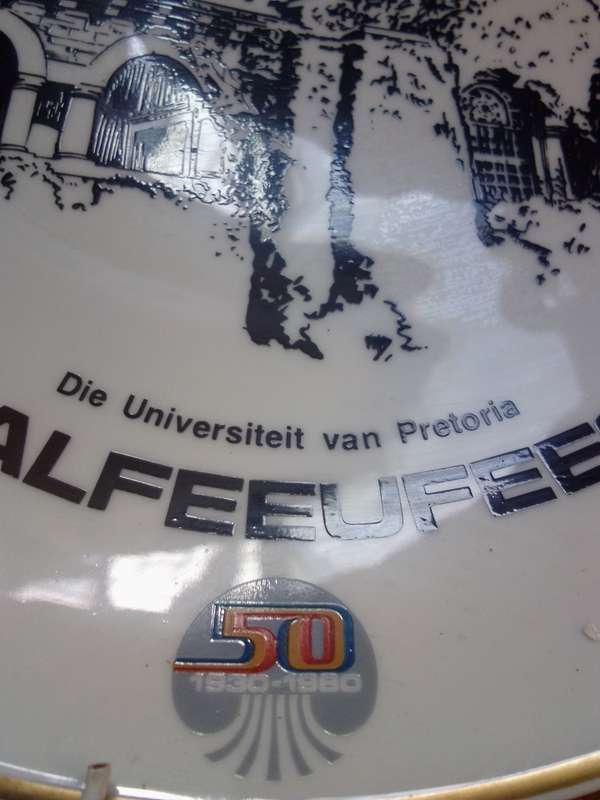 Die Universiteit van Pretoria
ALFEEUFEE
50
1930-1980